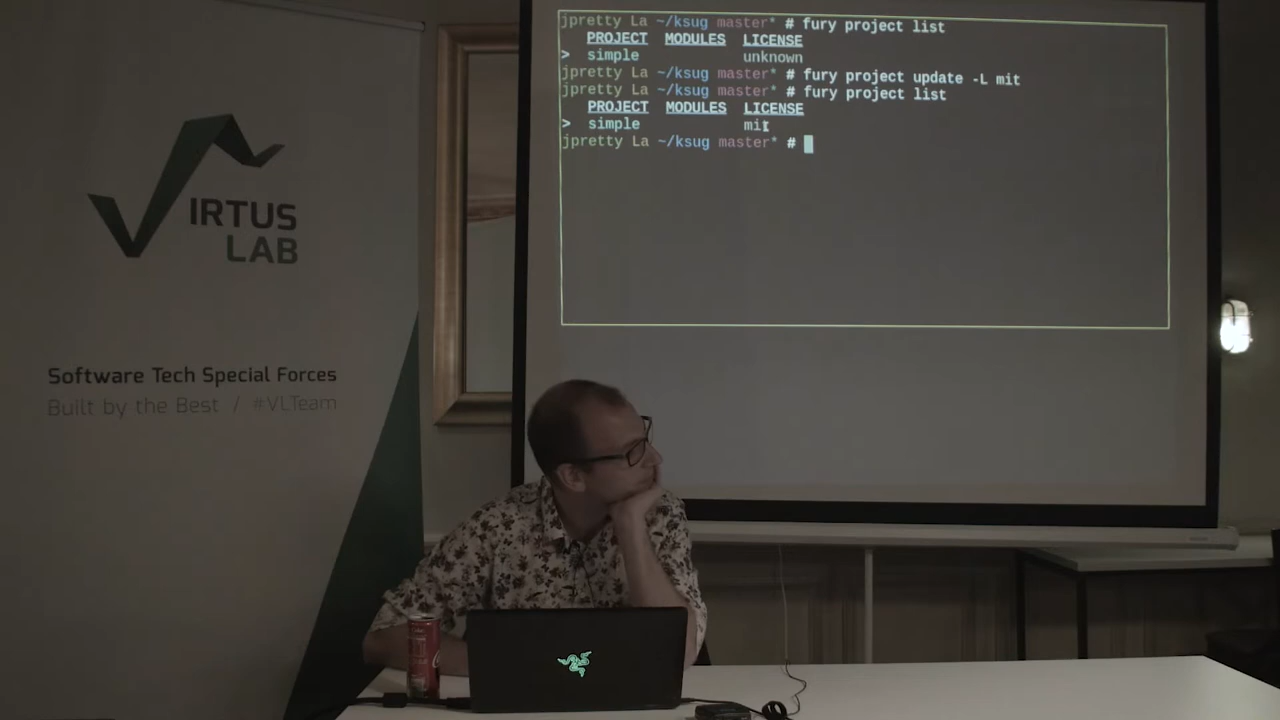 IRTUS
LAB
Software Tech Special Forces
Built by the Best / #VLTeam
jpretty La ~/ksug master* # fury project list
PROJECT MODULES LICENSE
> simple unknown
jpretty La ~/ksug master* # fury project update -L mit
jpretty La ~/ksug master* # fury project list
PROJECT MODULES LICENSE
> simple mit
jpretty La ~/ksug master* #